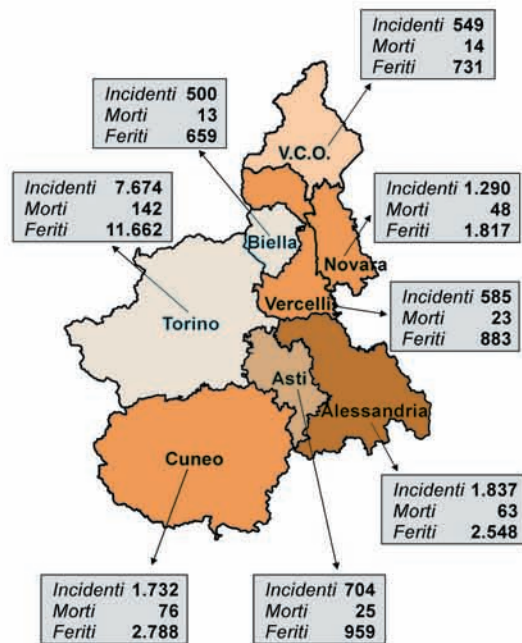 Incidenti 549
Morti 14
Feriti 731
Incidenti 500
Morti 13
Feriti 659
V.C.O.
Incidenti 7.674
Morti 142
Feriti 11.662
Incidenti 1.290
Morti 48
Feriti 1.817
Biella
Novara
Vercelli
Incidenti 585
Morti 23
Feriti 883
Torino
Asti
Alessandria
Cuneo
Incidenti 1.837
Morti 63
Feriti 2.548
Incidenti 1.732
Morti 76
Feriti 2.788
Incidenti 704
Morti 25
Feriti 959